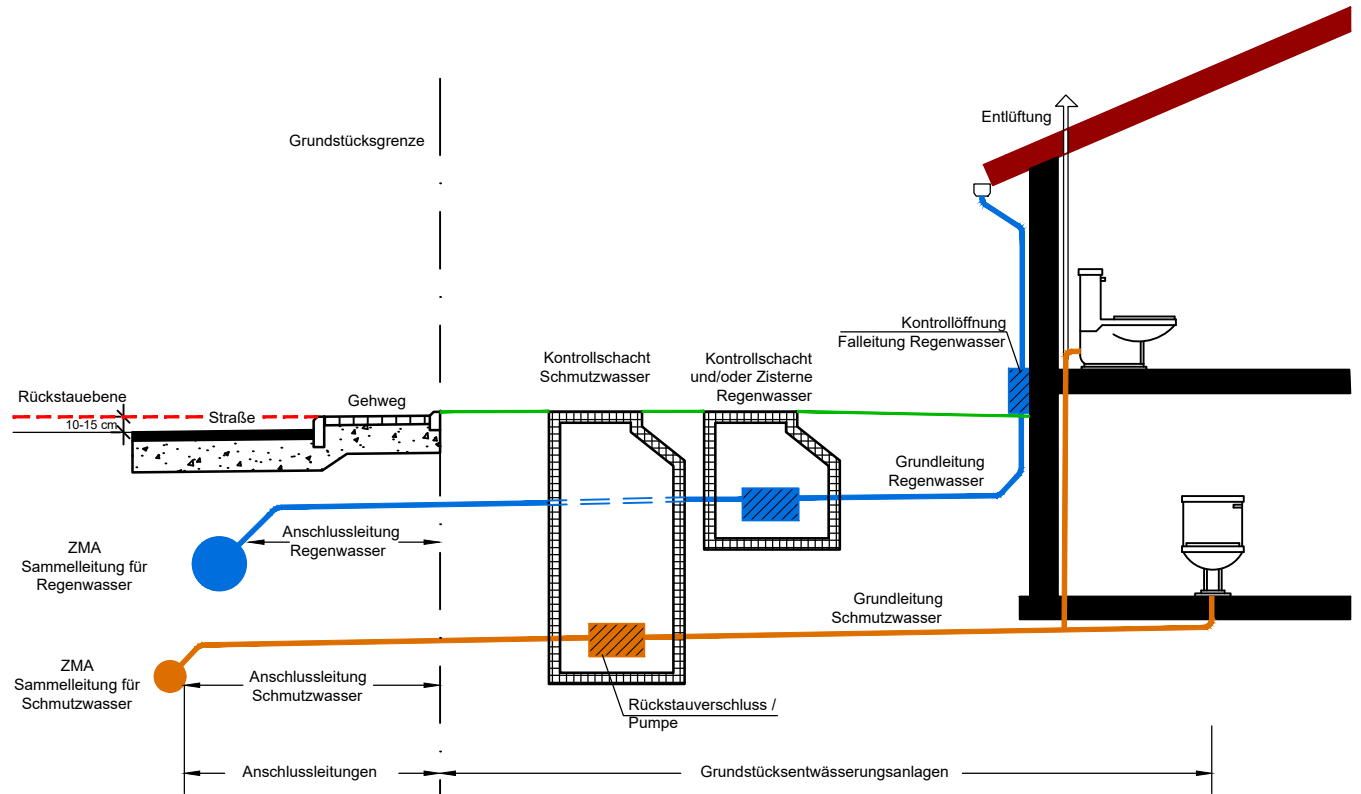 Entlüftung
Grundstücksgrenze
Kontrollöffnung
Falleitung Regenwasser
Kontrollschacht
Schmutzwasser
Kontrollschacht
und/oder Zisterne
Regenwasser
Rückstauebene
10-15 cm
Straße
Gehweg
Grundleitung
Regenwasser
Anschlussleitung
Regenwasser
ZMA
Sammelleitung für
Regenwasser
Grundleitung
Schmutzwasser
ZMA
Sammelleitung für
Schmutzwasser
Anschlussleitung
Schmutzwasser
Rückstauverschluss /
Pumpe
Anschlussleitungen
Grundstücksentwässerungsanlagen